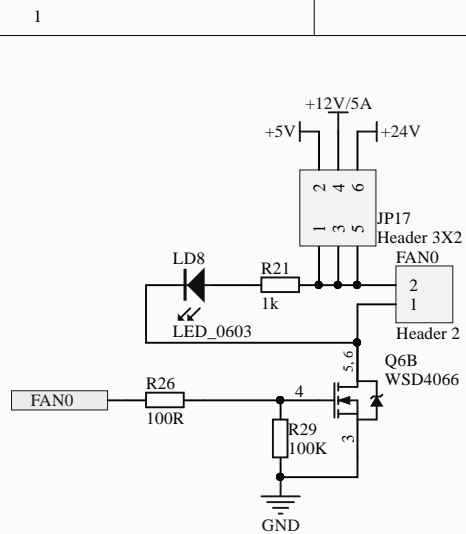 1
+12V/5A
+5V
+24V
2 4 6
1 3 5
JP17
Header 3X2
FAN0
2
1
Header 2
LD8
LED_0603
R21
1k
5, 6
Q6B
WSD4066
4
3
FAN0
R26
100R
R29
100K
GND